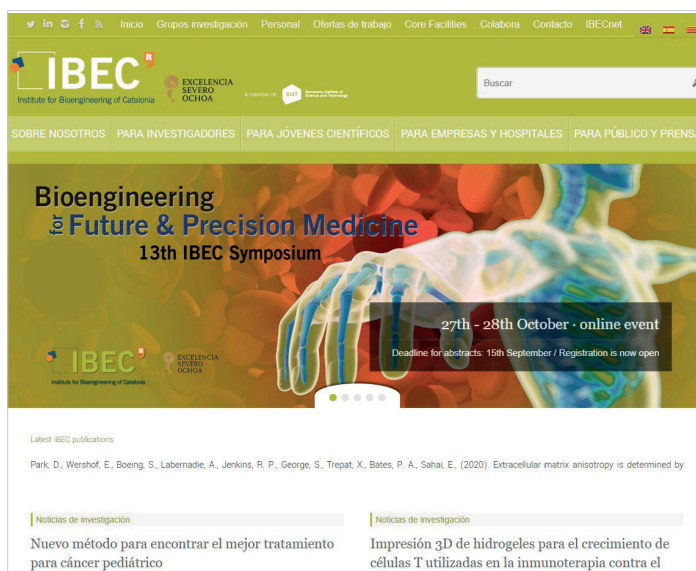 Inicio Grupos investigación Personal Ofertas de trabajo Core Facilities Colabora Contacto IBECnet
IBEC R
Institute for Bioengineering of Catalonia
EXCELENCIA
SEVERO
OCHOA
A member of BIST Barcelona Institute of
Science and Technology
Buscar
SOBRE NOSOTROS PARA INVESTIGADORES PARA JÓVENES CIENTÍFICOS PARA EMPRESAS Y HOSPITALES PARA PÚBLICO Y PRENSA
Bioengineering
for Future & Precision Medicine
13th IBEC Symposium
27th - 28th October · online event
Deadline for abstracts: 15th September / Registration is now open
IBEC
Institute for Bioengineering of Catalonia
EXCELENCIA
SEVERO
OCHOA
Latest IBEC publications:
Park, D., Wershof, E., Boeing, S., Labernadie, A., Jenkins, R. P., George, S., Trepat, X., Bates, P. A., Sahai, E., (2020). Extracellular matrix anisotropy is determined by
Noticias de investigación
Nuevo método para encontrar el mejor tratamiento
para cáncer pediátrico
Noticias de investigación
Impresión 3D de hidrogeles para el crecimiento de
células T utilizadas en la inmunoterapia contra el